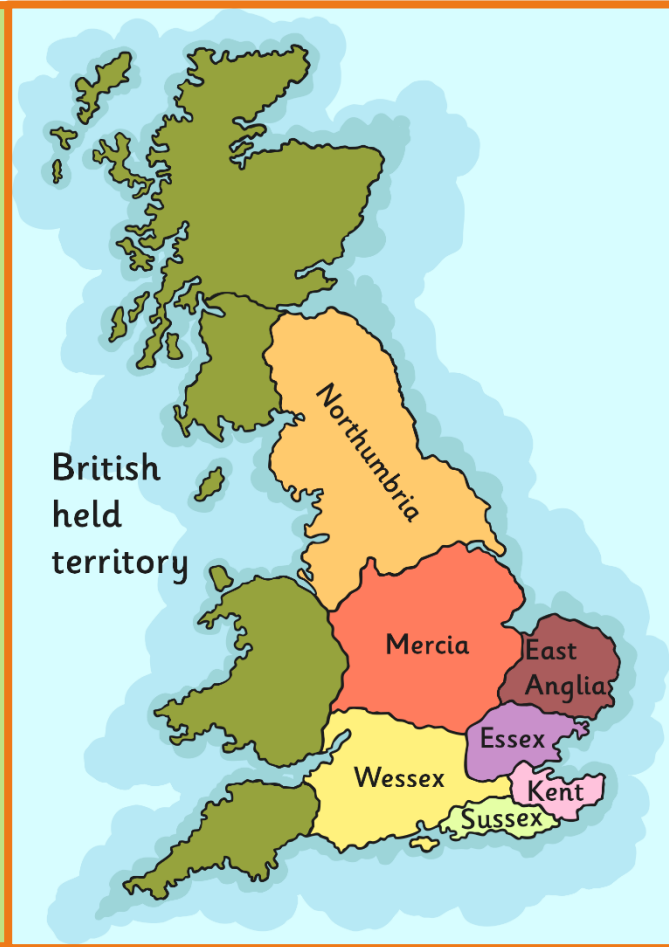 Northumbria
British
held
territory
Mercia
East
Anglia
Essex
Wessex
Kent
Sussex